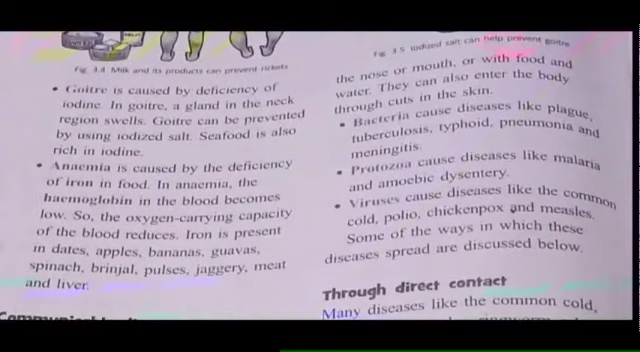 Fig 3.4 Milk and its products can prevent rickets
• Goitre is caused by deficiency of
iodine. In goitre, a gland in the neck
region swells. Goitre can be prevented
by using iodized salt. Seafood is also
rich in iodine.
• Anaemia is caused by the deficiency
of iron in food. In anaemia, the
haemoglobin in the blood becomes
low. So, the oxygen-carrying capacity
of the blood reduces. Iron is present
in dates, apples, bananas, guavas,
spinach, brinjal, pulses, jaggery, meat
and liver.
Fig 3.5 Iodized salt can help prevent goitre
the nose or mouth, or with food and
water. They can also enter the body
through cuts in the skin.
• Bacteria cause diseases like plague,
tuberculosis, typhoid, pneumonia and
meningitis.
• Protozoa cause diseases like malaria
and amoebic dysentery.
• Viruses cause diseases like the common
cold, polio, chickenpox and measles.
Some of the ways in which these
diseases spread are discussed below.
Through direct contact
Many diseases like the common cold,